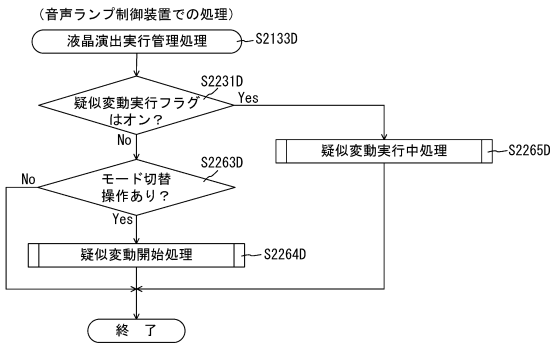 (音声ランプ制御装置での処理)
液晶演出実行管理処理
S2133D
S2231D
疑似変動実行フラグ
はオン?
Yes
No
疑似変動実行中処理
S2265D
S2263D
モード切替
操作あり?
No
Yes
疑似変動開始処理
S2264D
終 了